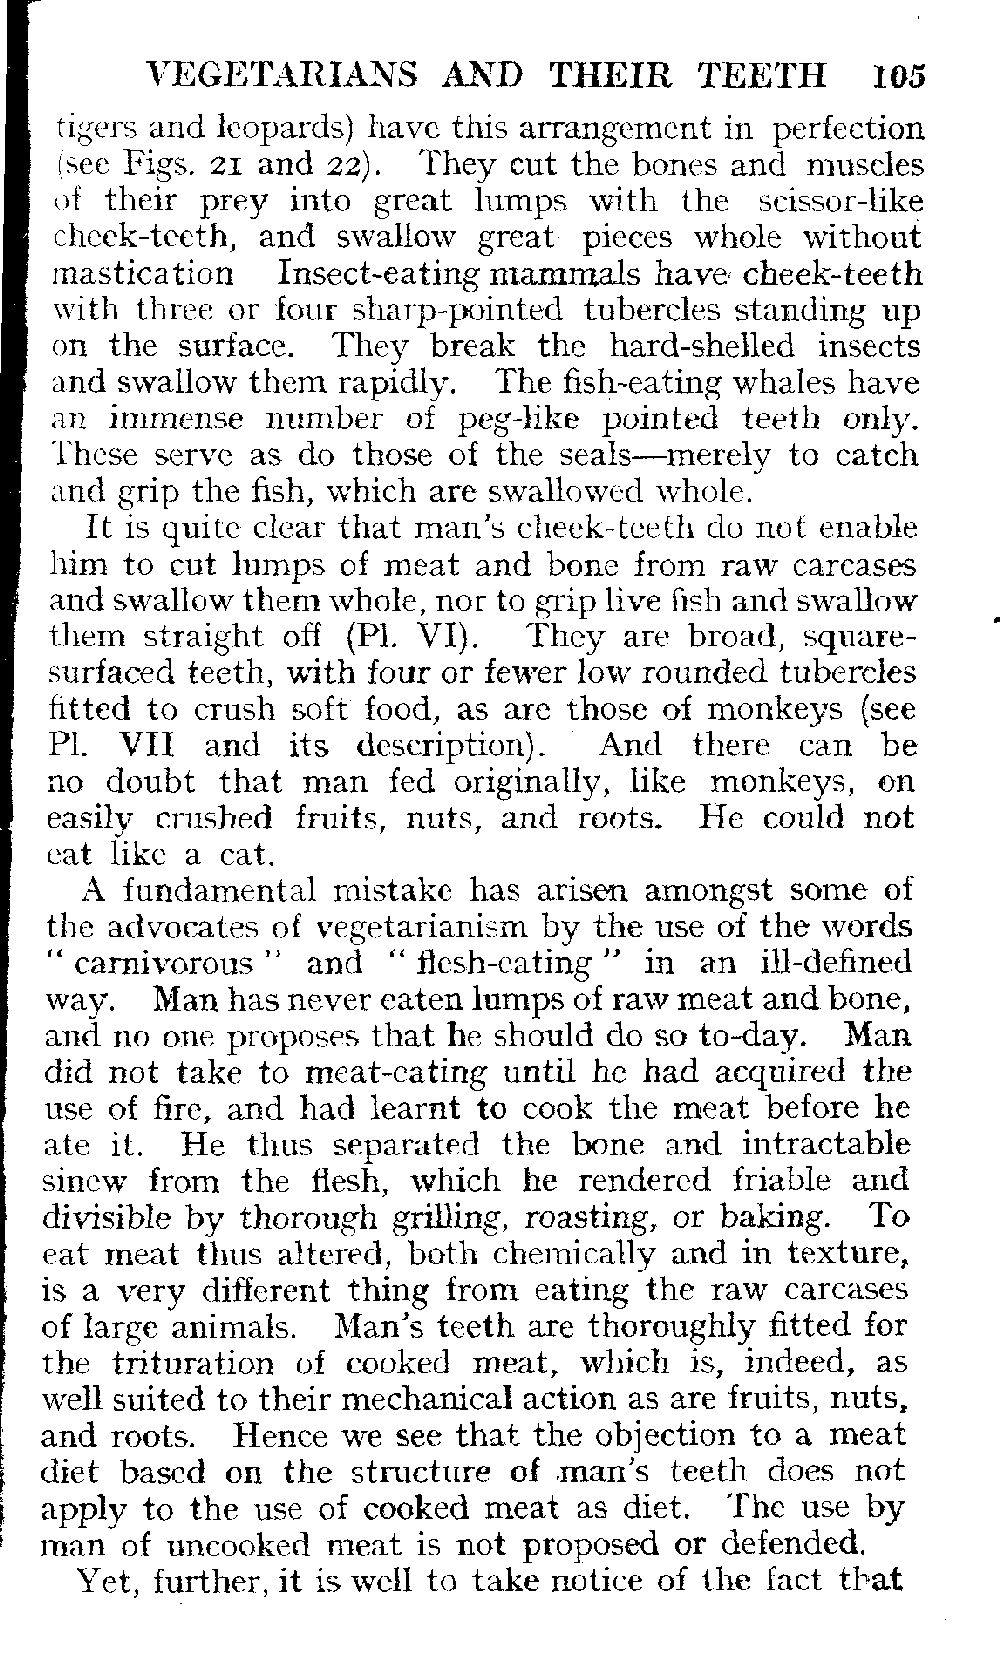 VEGETARIANS AND THEIR TEETH 105
tigers and leopards) have this arrangement in perfection
(see Figs. 21 and 22). They cut the bones and muscles
of their prey into great lumps with the scissor-like
cheek-teeth, and swallow great pieces whole without
mastication Insect-eating mammals have cheek-teeth
with three or four sharp-pointed tubercles standing up
on the surface. They break the hard-shelled insects
and swallow them rapidly. The fish-eating whales have
an immense number of peg-like pointed teeth only.
These serve as do those of the seals—merely to catch
and grip the fish, which are swallowed whole.
It is quite clear that man's cheek-teeth do not enable
him to cut lumps of meat and bone from raw carcases
and swallow them whole, nor to grip live fish and swallow
them straight off (Pl. VI). They are broad, square-
surfaced teeth, with four or fewer low rounded tubercles
fitted to crush soft food, as are those of monkeys (see
Pl. VII and its description). And there can be
no doubt that man fed originally, like monkeys, on
easily crushed fruits, nuts, and roots. He could not
eat like a cat.
A fundamental mistake has arisen amongst some of
the advocates of vegetarianism by the use of the words
" carnivorous " and " flesh-eating " in an ill-defined
way. Man has never eaten lumps of raw meat and bone,
and no one proposes that he should do so to-day. Man
did not take to meat-eating until he had acquired the
use of fire, and had learnt to cook the meat before he
ate it. He thus separated the bone and intractable
sinew from the flesh, which he rendered friable and
divisible by thorough grilling, roasting, or baking. To
eat meat thus altered, both chemically and in texture,
is a very different thing from eating the raw carcases
of large animals. Man's teeth are thoroughly fitted for
the trituration of cooked meat, which is, indeed, as
well suited to their mechanical action as are fruits, nuts,
and roots. Hence we see that the objection to a meat
diet based on the structure of man's teeth does not
apply to the use of cooked meat as diet. The use by
man of uncooked meat is not proposed or defended.
Yet, further, it is well to take notice of the fact that